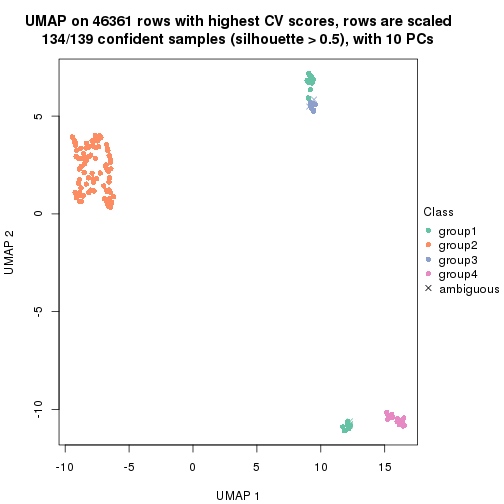 UMAP on 46361 rows with highest CV scores, rows are scaled
134/139 confident samples (silhouette > 0.5), with 10 PCs
UMAP 2
5
0
-5
-10
-10
-5
0
5
10
15
UMAP 1
Class
group1
group2
group3
group4
ambiguous